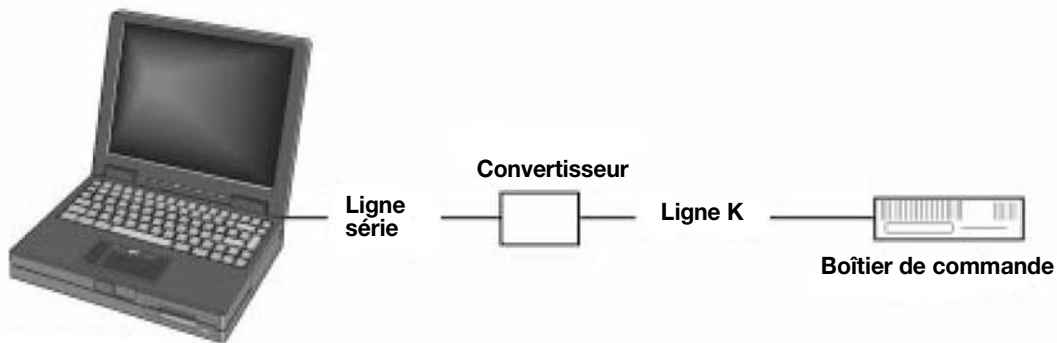 Convertisseur
Ligne
série
Ligne K
Boîtier de commande